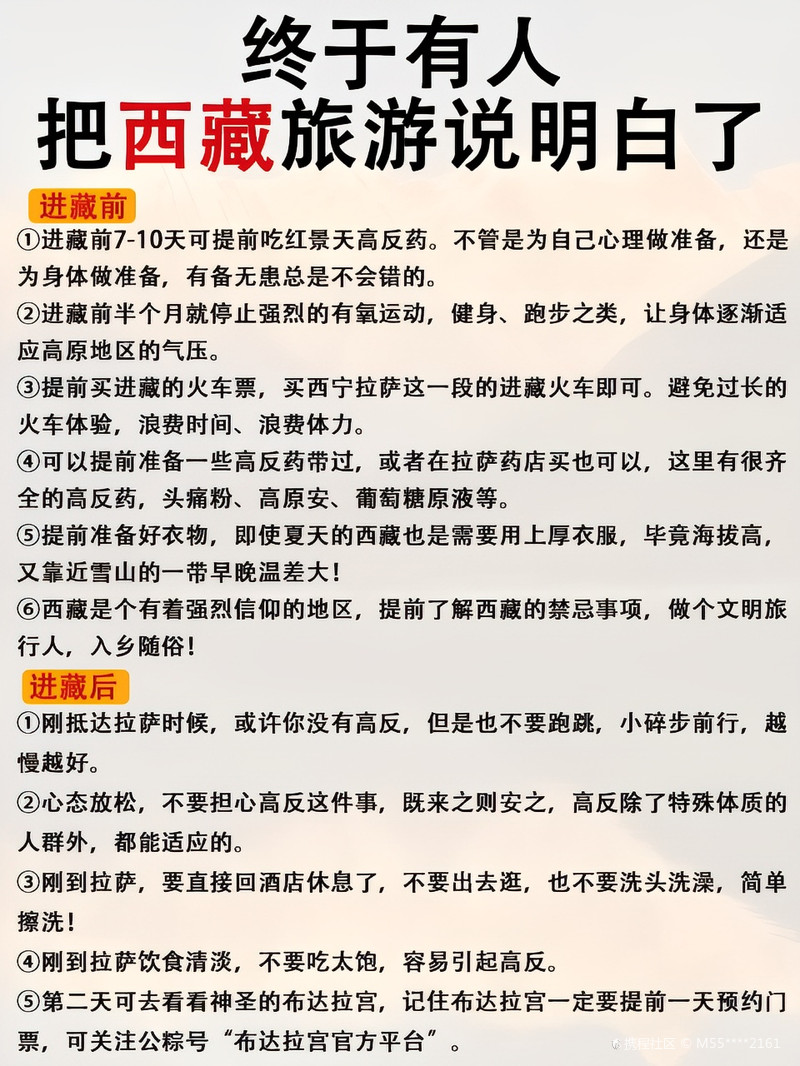 终于有人
把西藏旅游说明白了
进藏前
①进藏前7-10天可提前吃红景天高反药。不管是为自己心理做准备，还是
为身体做准备，有备无患总是不会错的。
②进藏前半个月就停止强烈的有氧运动，健身、跑步之类，让身体逐渐适
应高原地区的气压。
③提前买进藏的火车票，买西宁拉萨这一段的进藏火车即可。避免过长的
火车体验，浪费时间、浪费体力。
④可以提前准备一些高反药带过，或者在拉萨药店买也可以，这里有很齐
全的高反药，头痛粉、高原安、葡萄糖原液等。
⑤提前准备好衣物，即使夏天的西藏也是需要用上厚衣服，毕竟海拔高，
又靠近雪山的一带早晚温差大！
⑥西藏是个有着强烈信仰的地区，提前了解西藏的禁忌事项，做个文明旅
行人，入乡随俗！
进藏后
①刚抵达拉萨时候，或许你没有高反，但是也不要跑跳，小碎步前行，越
慢越好。
②心态放松，不要担心高反这件事，既来之则安之，高反除了特殊体质的
人群外，都能适应的。
③刚到拉萨，要直接回酒店休息了，不要出去逛，也不要洗头洗澡，简单
擦洗！
④刚到拉萨饮食清淡，不要吃太饱，容易引起高反。
⑤第二天可去看看神圣的布达拉宫，记住布达拉宫一定要提前一天预约门
票，可关注公粽号“布达拉宫官方平台”。
携程社区 © M55****2161